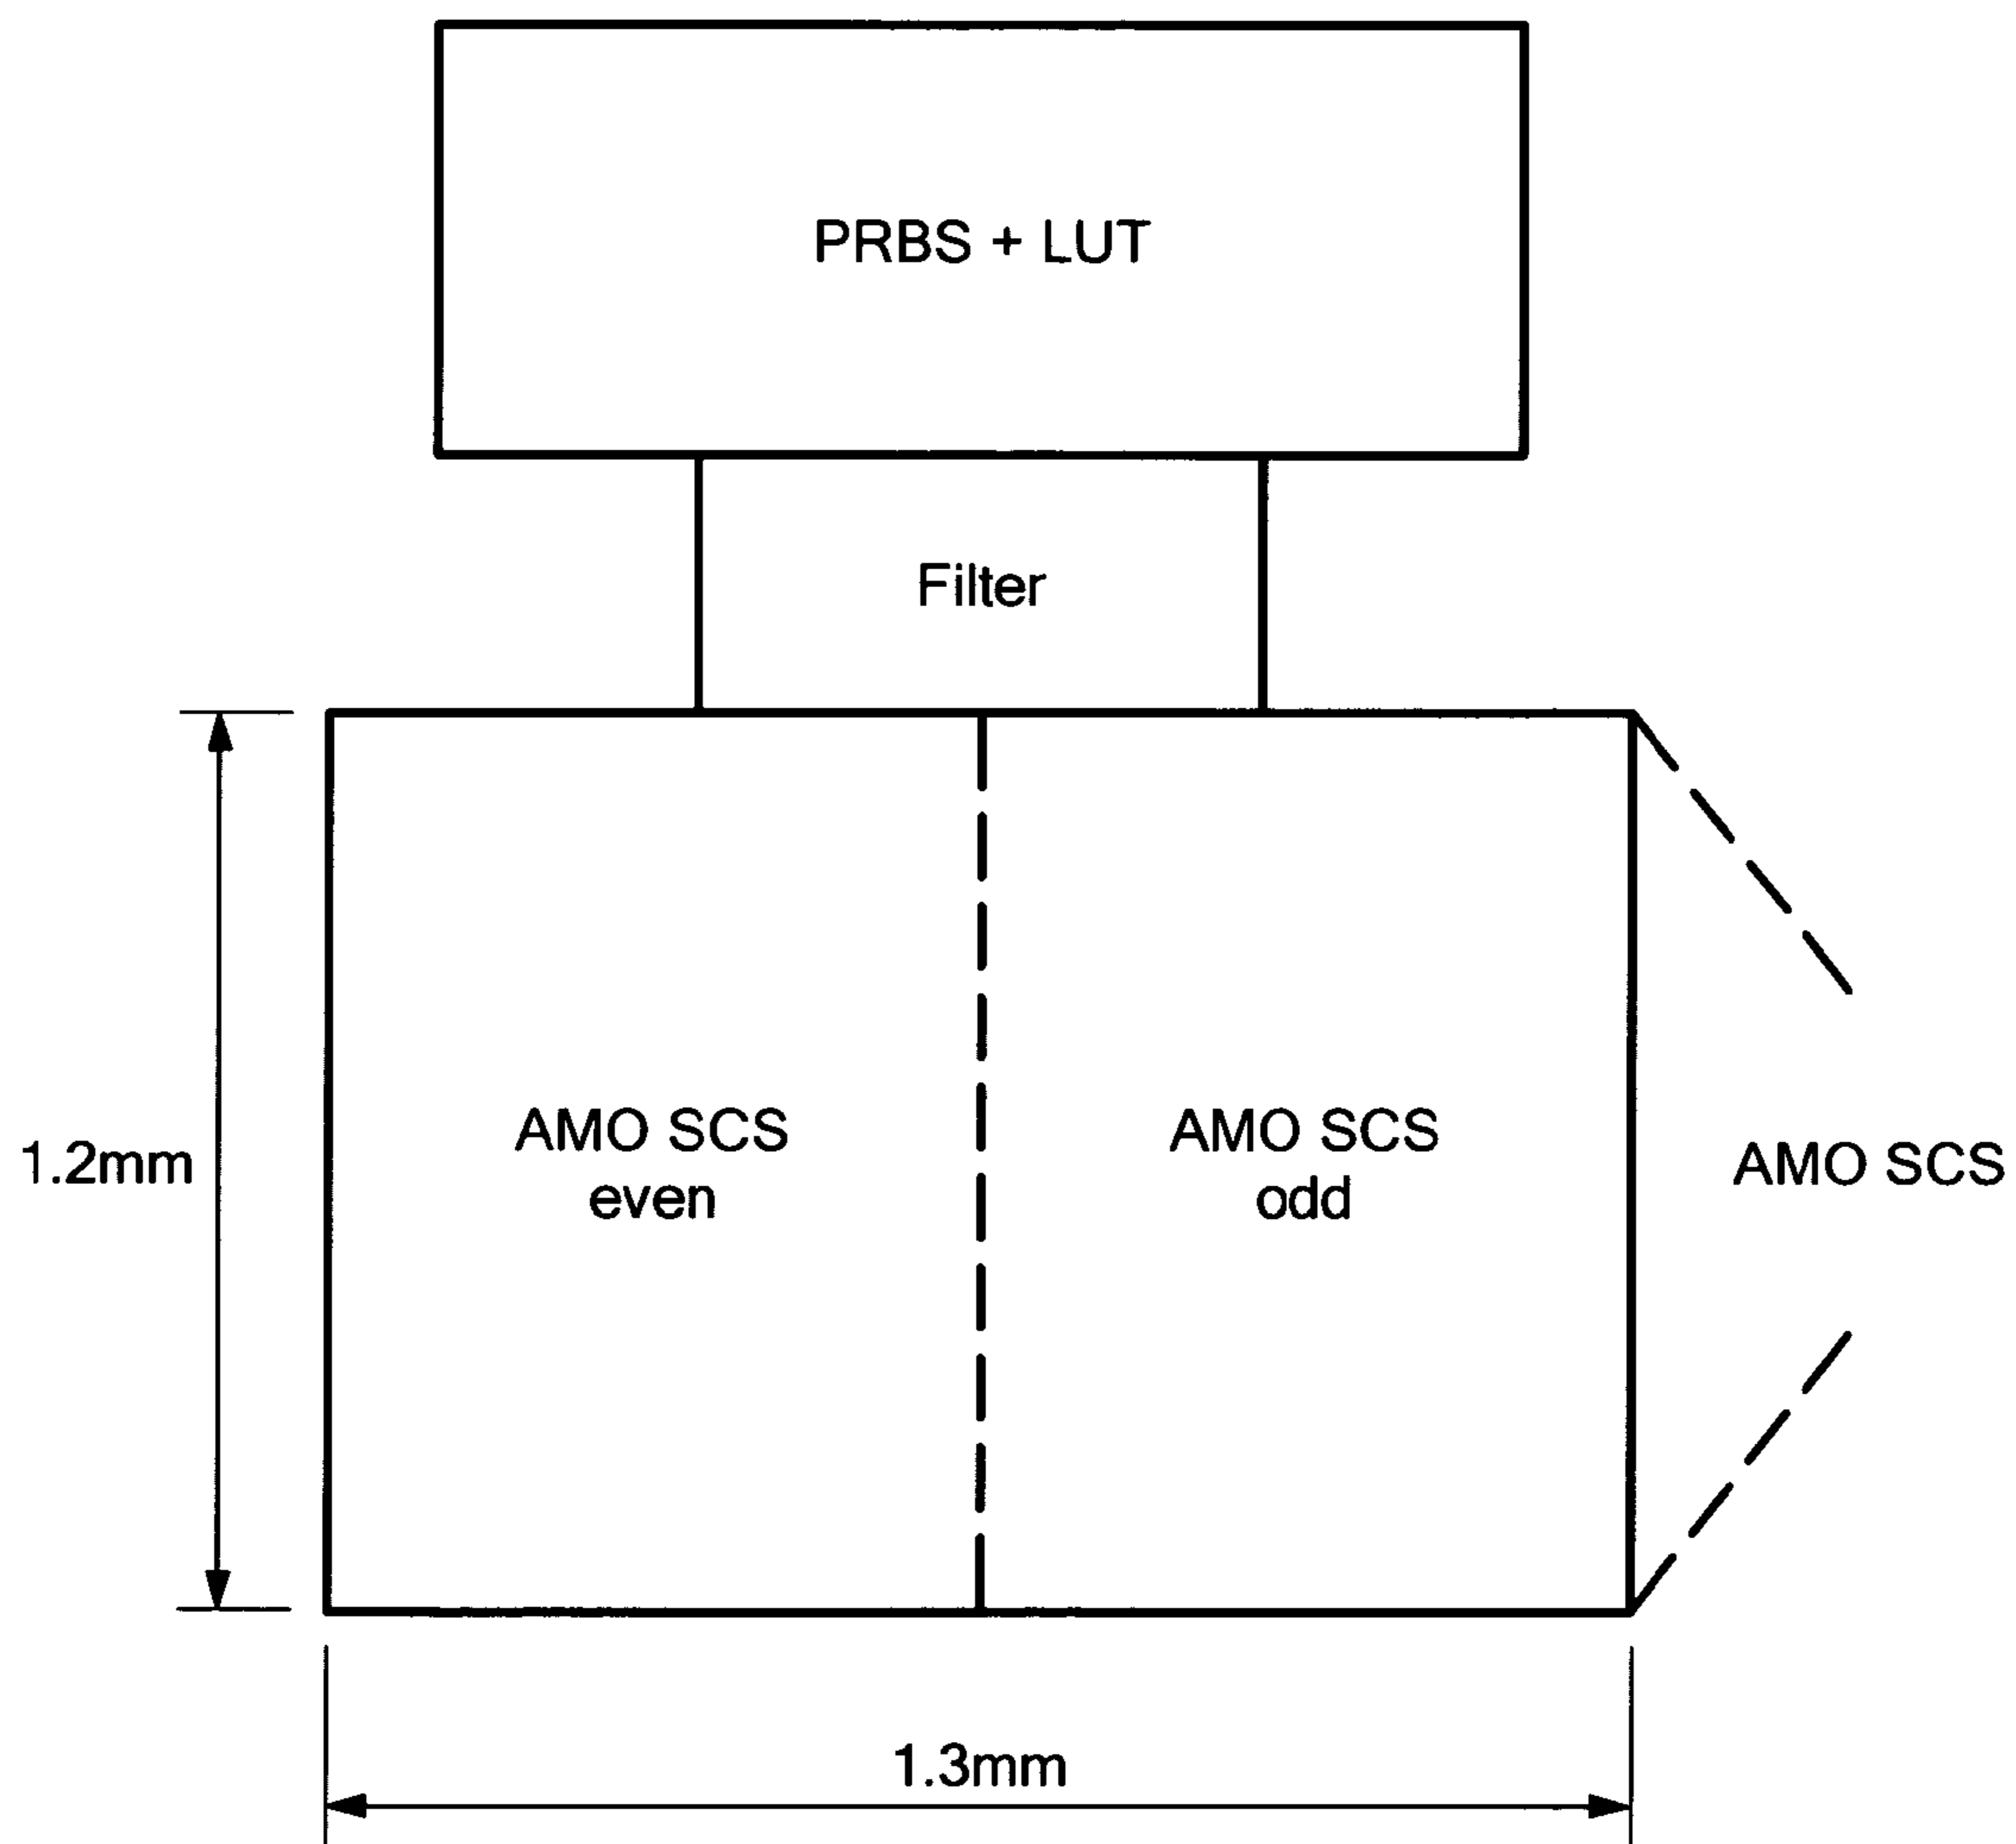 PRBS + LUT
Filter
AMO SCS
even
AMO SCS
odd
AMO SCS
1.2mm
1.3mm